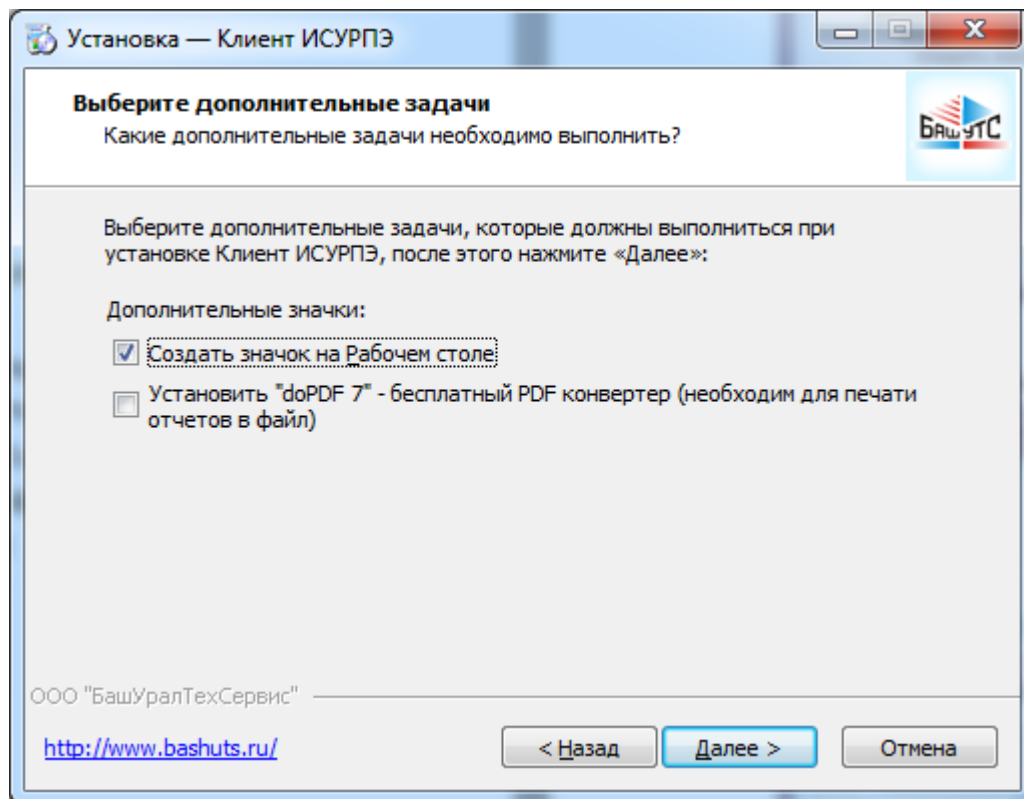 Установка — Клиент ИСУРПЭ
Выберите дополнительные задачи
Какие дополнительные задачи необходимо выполнить?
БашУТС
Выберите дополнительные задачи, которые должны выполниться при
установке Клиент ИСУРПЭ, после этого нажмите «Далее»:
Дополнительные значки:
Создать значок на Рабочем столе
Установить "doPDF 7" - бесплатный PDF конвертер (необходим для печати
отчетов в файл)
ООО "БашУралТехСервис"
http://www.bashuts.ru/
< Назад
Далее >
Отмена